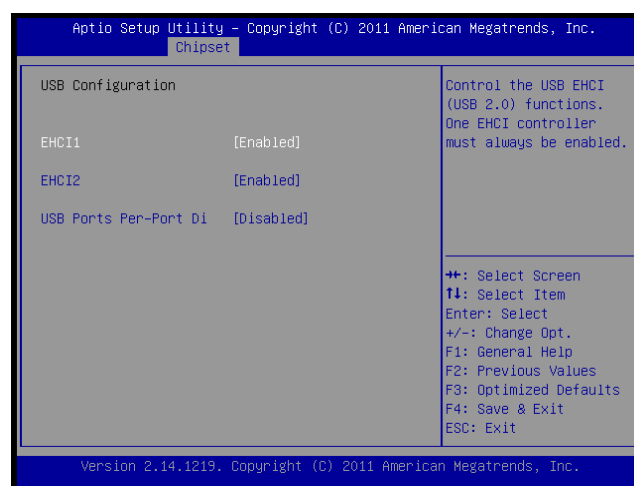 Aptio Setup Utility – Copyright (C) 2011 American Megatrends, Inc.
Chipset
USB Configuration
EHCI1 [Enabled]
EHCI2 [Enabled]
USB Ports Per-Port Di [Disabled]
Control the USB EHCI
(USB 2.0) functions.
One EHCI controller
must always be enabled.
→←: Select Screen
↑↓: Select Item
Enter: Select
+/-: Change Opt.
F1: General Help
F2: Previous Values
F3: Optimized Defaults
F4: Save & Exit
ESC: Exit
Version 2.14.1219. Copyright (C) 2011 American Megatrends, Inc.